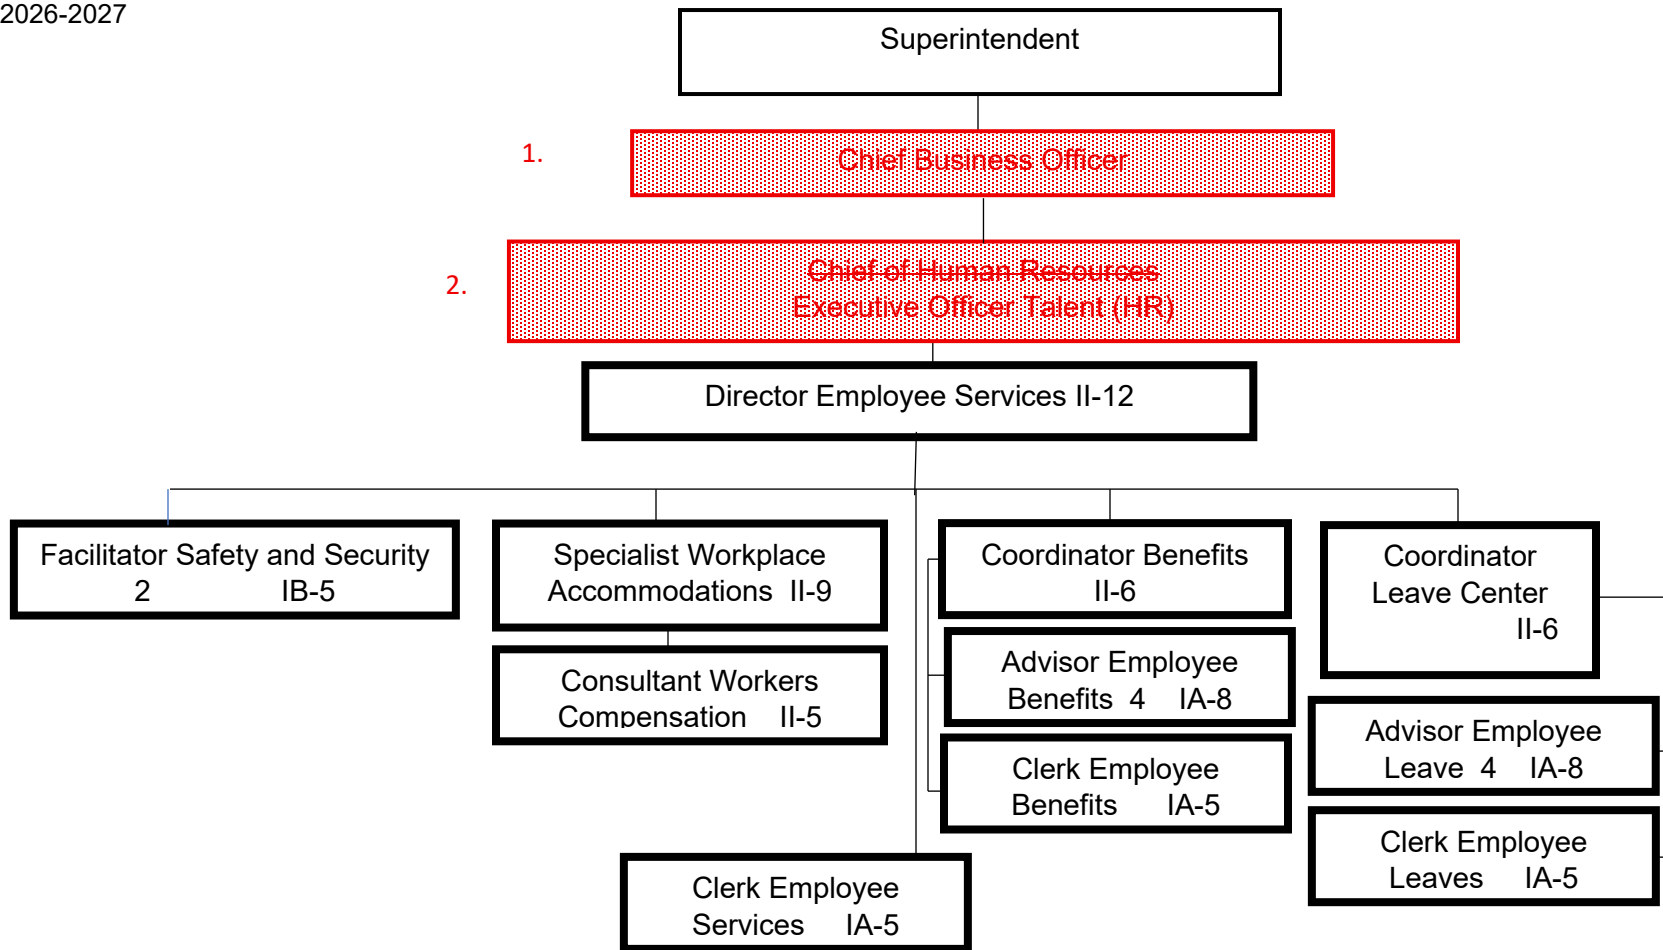 2026-2027
Superintendent
1.
Chief Business Officer
2.
Chief of Human Resources
Executive Officer Talent (HR)
Director Employee Services II-12
Facilitator Safety and Security
2 IB-5
Specialist Workplace
Accommodations II-9
Consultant Workers
Compensation II-5
Coordinator Benefits
II-6
Advisor Employee
Benefits 4 IA-8
Clerk Employee
Benefits IA-5
Coordinator
Leave Center
II-6
Advisor Employee
Leave 4 IA-8
Clerk Employee
Leaves IA-5
Clerk Employee
Services IA-5